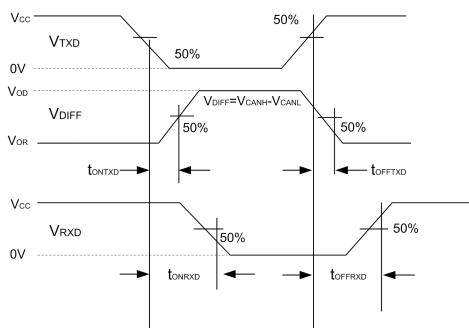 Vcc
50%
VTXD
50%
0V
VOD
VDIFF=VCANH-VCANL
VDIFF
50%
50%
VOR
tONTXD
tOFFTXD
Vcc
VRXD
50%
50%
0V
tONRXD
tOFFRXD